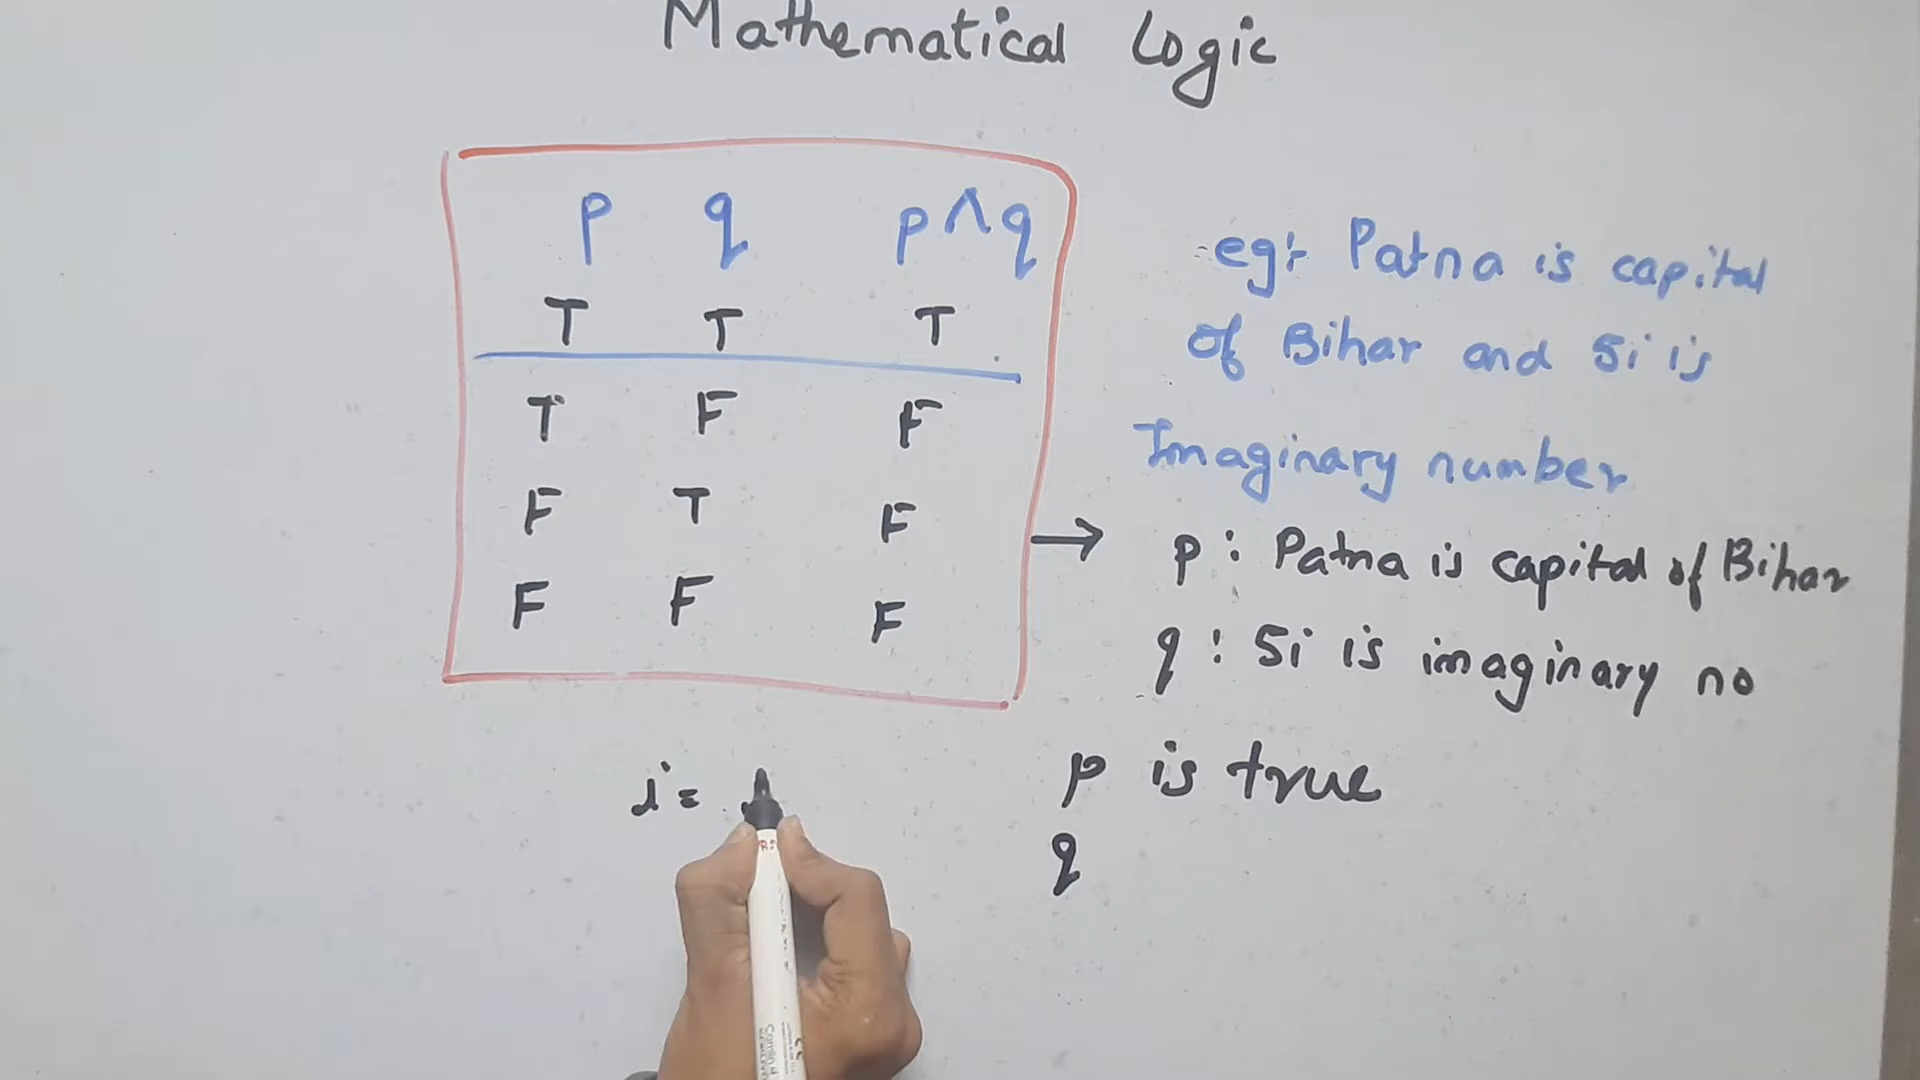 Mathematical Logic
p q p ∧ q
T T T
T F F
F T F
F F F
eg:- Patna is capital
of Bihar and 5i is
Imaginary number
→ p : Patna is capital of Bihar
q : 5i is imaginary no
p is true
q
i =